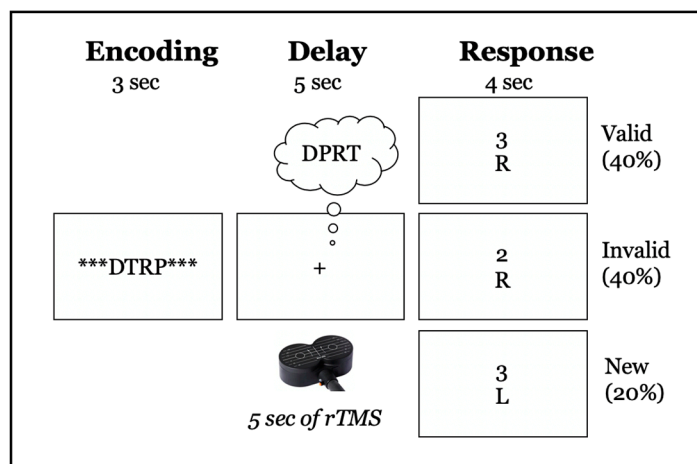 Encoding Delay Response
3 sec 5 sec 4 sec
DPRT
3
R
Valid
(40%)
***DTRP***
+
2
R
Invalid
(40%)
5 sec of rTMS
3
L
New
(20%)